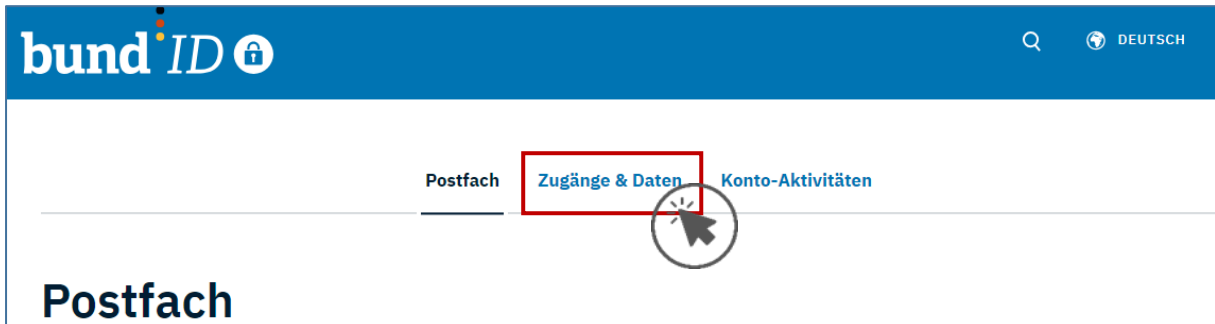 bund ID
DEUTSCH
Postfach Zugänge & Daten Konto-Aktivitäten
Postfach